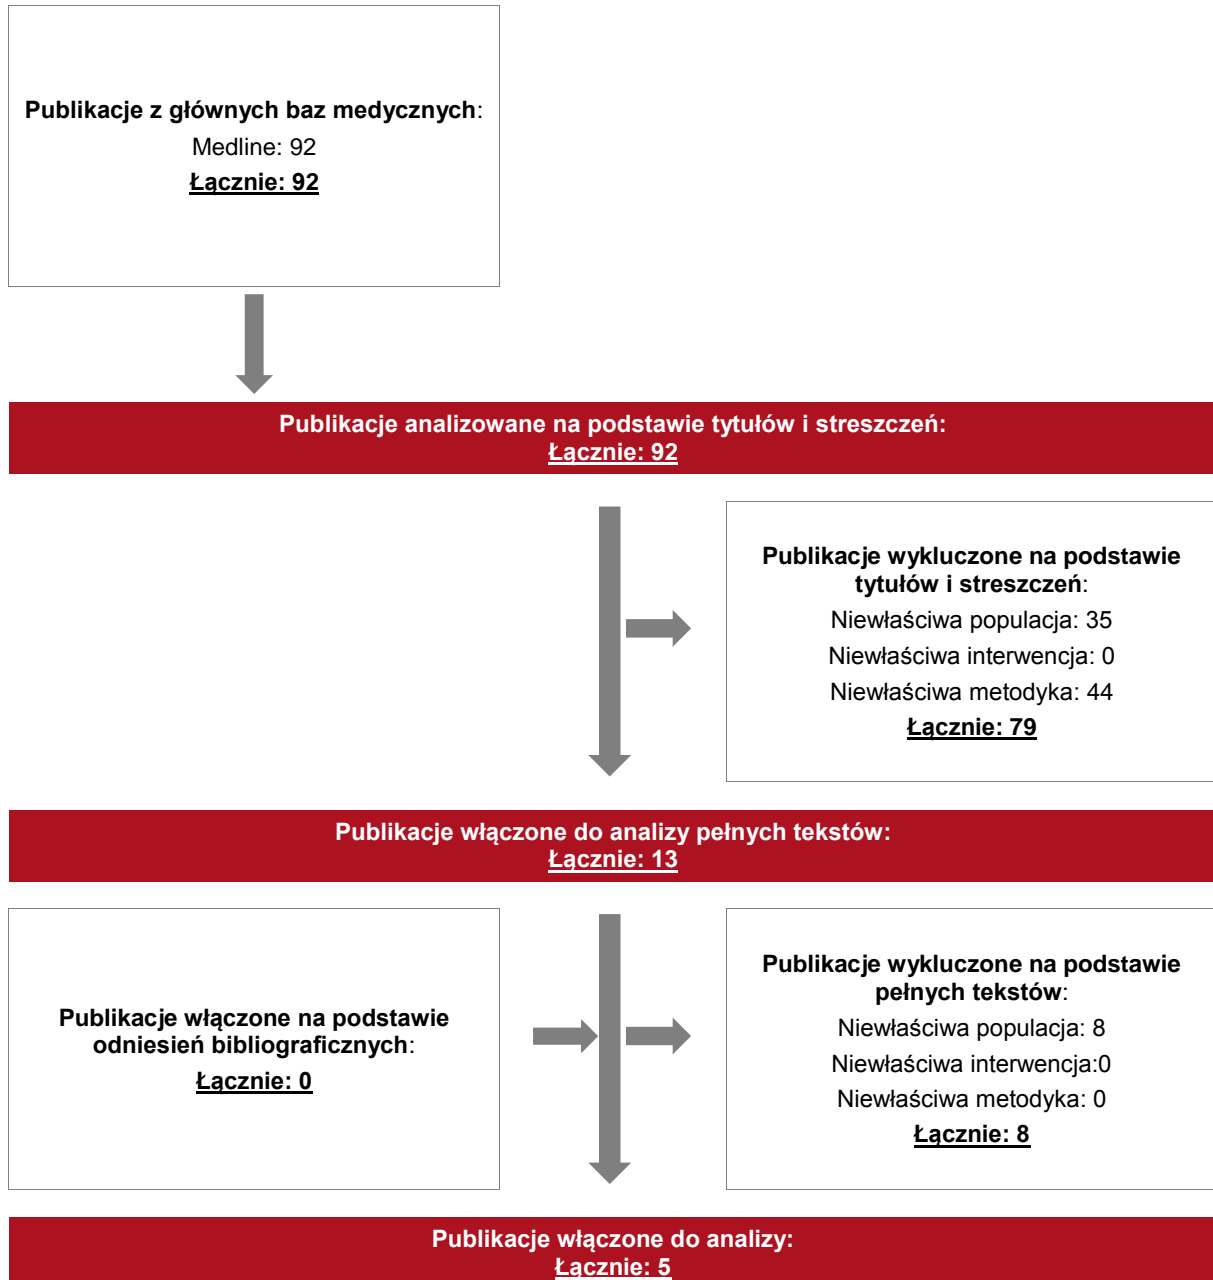 Publikacje z głównych baz medycznych:
Medline: 92
Łącznie: 92
Publikacje analizowane na podstawie tytułów i streszczeń:
Łącznie: 92
Publikacje wykluczone na podstawie
tytułów i streszczeń:
Niewłaściwa populacja: 35
Niewłaściwa interwencja: 0
Niewłaściwa metodyka: 44
Łącznie: 79
Publikacje włączone do analizy pełnych tekstów:
Łącznie: 13
Publikacje włączone na podstawie
odniesień bibliograficznych:
Łącznie: 0
Publikacje wykluczone na podstawie
pełnych tekstów:
Niewłaściwa populacja: 8
Niewłaściwa interwencja:0
Niewłaściwa metodyka: 0
Łącznie: 8
Publikacje włączone do analizy:
Łącznie: 5